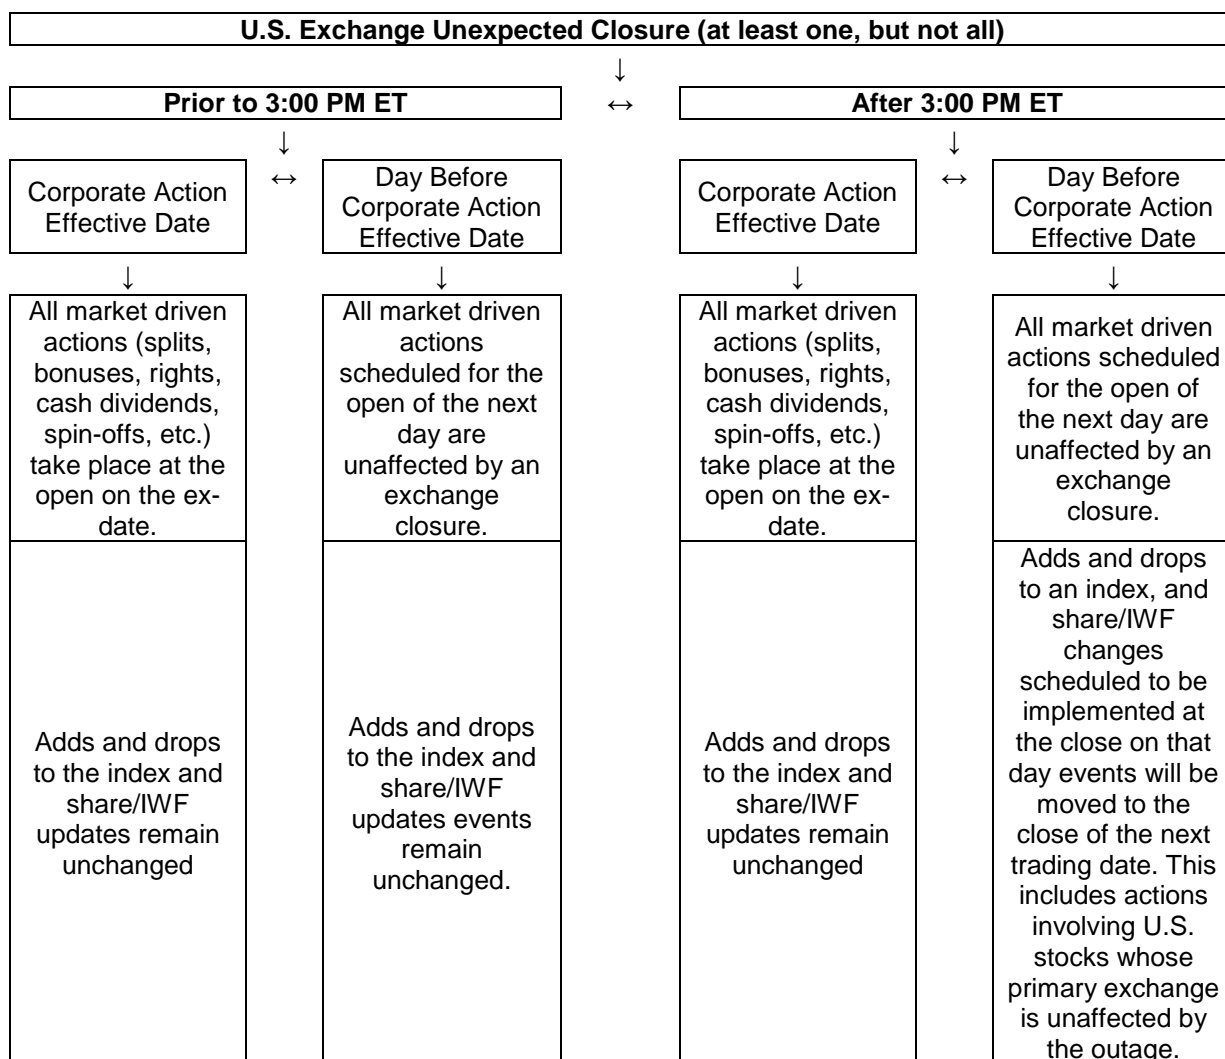 U.S. Exchange Unexpected Closure (at least one, but not all)
↓
Prior to 3:00 PM ET
↔
After 3:00 PM ET
↓
↓
Corporate Action
Effective Date
↔
Day Before
Corporate Action
Effective Date
Corporate Action
Effective Date
↔
Day Before
Corporate Action
Effective Date
↓
↓
↓
↓
All market driven
actions (splits,
bonuses, rights,
cash dividends,
spin-offs, etc.)
take place at the
open on the ex-
date.
All market driven
actions
scheduled for the
open of the next
day are
unaffected by an
exchange
closure.
All market driven
actions (splits,
bonuses, rights,
cash dividends,
spin-offs, etc.)
take place at the
open on the ex-
date.
All market driven
actions scheduled
for the open of
the next day are
unaffected by an
exchange
closure.
Adds and drops
to the index and
share/IWF
updates remain
unchanged
Adds and drops
to the index and
share/IWF
updates events
remain
unchanged.
Adds and drops
to the index and
share/IWF
updates remain
unchanged
Adds and drops
to an index, and
share/IWF
changes
scheduled to be
implemented at
the close on that
day events will be
moved to the
close of the next
trading date. This
includes actions
involving U.S.
stocks whose
primary exchange
is unaffected by
the outage.